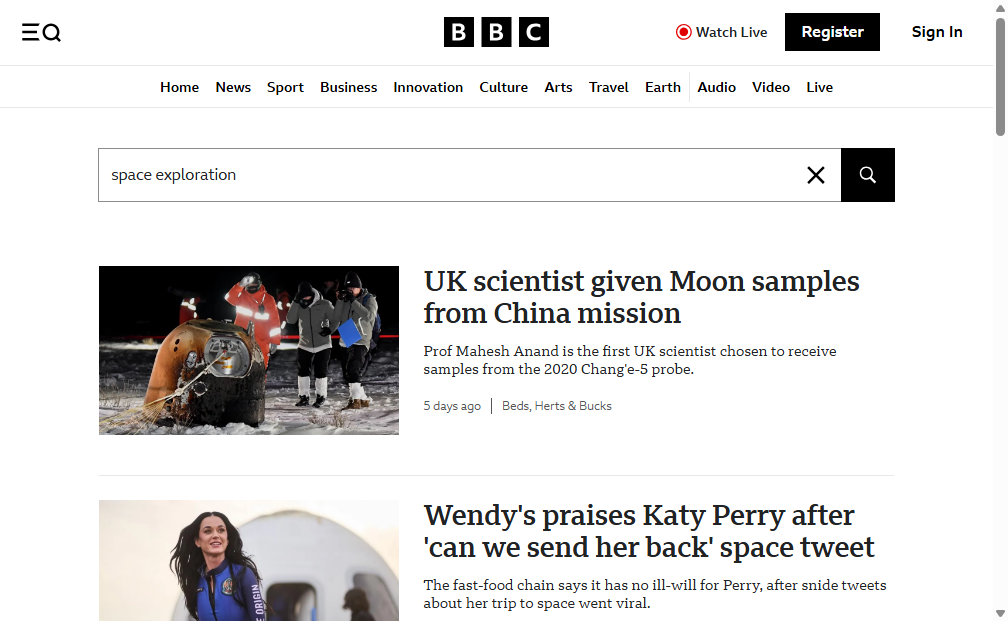 BBC
Watch Live
Register
Sign In
Home News Sport Business Innovation Culture Arts Travel Earth Audio Video Live
space exploration
UK scientist given Moon samples
from China mission
Prof Mahesh Anand is the first UK scientist chosen to receive
samples from the 2020 Chang'e-5 probe.
5 days ago | Beds, Herts & Bucks
Wendy's praises Katy Perry after
'can we send her back' space tweet
The fast-food chain says it has no ill-will for Perry, after snide tweets
about her trip to space went viral.
ORIGIN